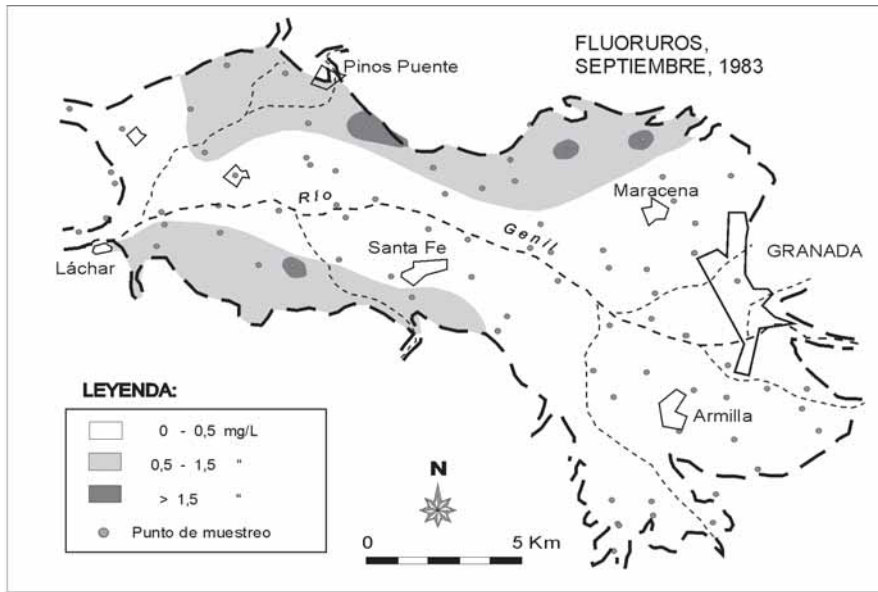 FLUORUROS,
SEPTIEMBRE, 1983
Pinos Puente
Maracena
Río
Genil
Santa Fe
GRANADA
Láchar
Armilla
LEYENDA:
0 - 0,5 mg/L
0,5 - 1,5 "
> 1,5 "
Punto de muestreo
N
0 5 Km